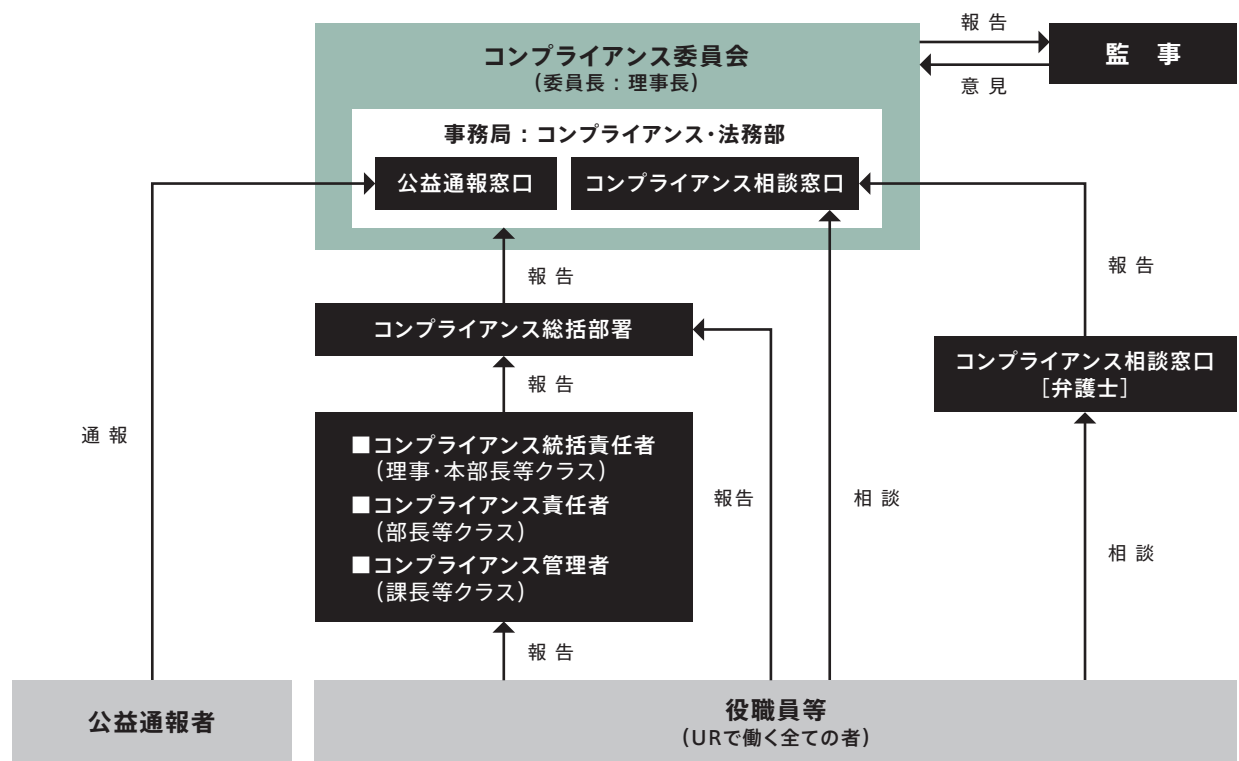 報告
コンプライアンス委員会
(委員長：理事長)
監 事
意見
事務局：コンプライアンス・法務部
公益通報窓口
コンプライアンス相談窓口
報告
報告
コンプライアンス総括部署
コンプライアンス相談窓口
［弁護士］
報告
通報
■コンプライアンス統括責任者
(理事・本部長等クラス)
■コンプライアンス責任者
(部長等クラス)
■コンプライアンス管理者
(課長等クラス)
報告
相談
相談
報告
公益通報者
役職員等
(URで働く全ての者)